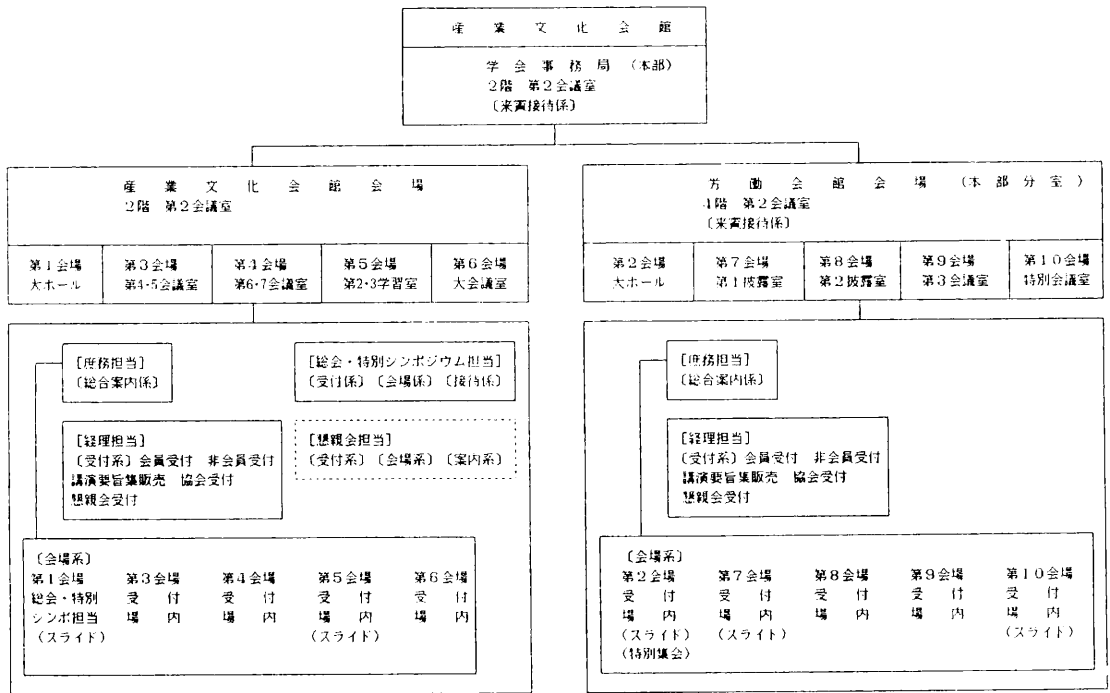 産業文化会館
学会事務局（本部）
2階 第2会議室
〔来賓接待係〕
産業文化会館会場
2階 第2会議室
第1会場
大ホール
第3会場
第4・5会議室
第4会場
第6・7会議室
第5会場
第2・3学習室
第6会場
大会議室
労働会館会場（本部分室）
4階 第2会議室
〔来賓接待係〕
第2会場
大ホール
第7会場
第1披露室
第8会場
第2披露室
第9会場
第3会議室
第10会場
特別会議室
［庶務担当］
〔総合案内係〕
［総会・特別シンポジウム担当］
〔受付係〕〔会場係〕〔接待係〕
［経理担当］
〔受付系〕会員受付 非会員受付
講演要旨集販売 協会受付
懇親会受付
［懇親会担当］
〔受付系〕〔会場系〕〔案内系〕
〔会場系〕
第1会場 第3会場 第4会場 第5会場 第6会場
総会・特別 受付 受付 受付 受付
シンポ担当 場内 場内 場内 場内
（スライド） （スライド）
［庶務担当］
〔総合案内係〕
［経理担当］
〔受付系〕会員受付 非会員受付
講演要旨集販売 協会受付
懇親会受付
〔会場系〕
第2会場 第7会場 第8会場 第9会場 第10会場
受付 受付 受付 受付 受付
場内 場内 場内 場内 場内
（スライド） （スライド） （スライド）
（特別集会）